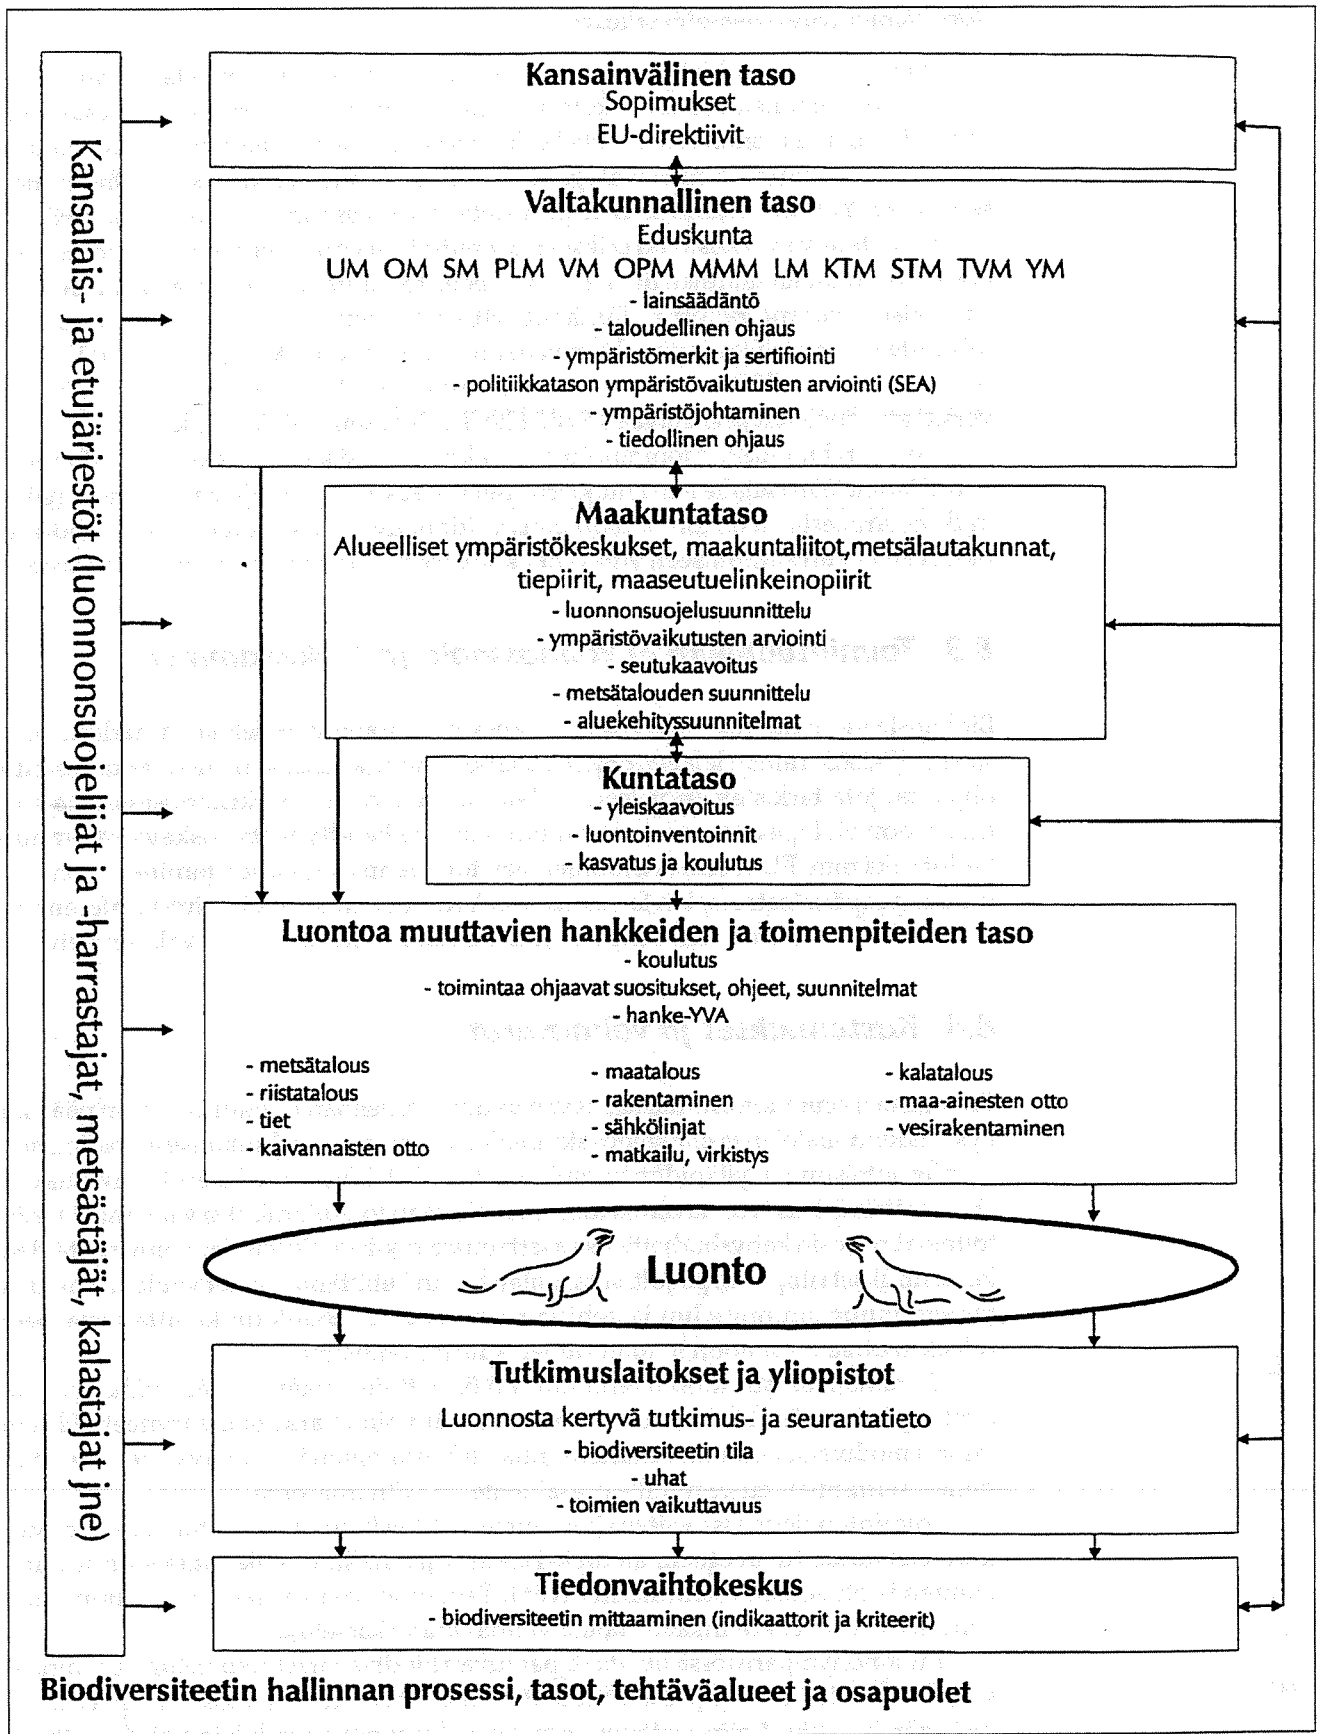 Kansalais- ja etujärjestöt (luonnonsuojelijat ja -harrastajat, metsästäjät, kalastajat jne)
Kansainvälinen taso
Sopimukset
EU-direktiivit
Valtakunnallinen taso
Eduskunta
UM OM SM PLM VM OPM MMM LM KTM STM TVM YM
- lainsäädäntö
- taloudellinen ohjaus
- ympäristömerkit ja sertifiointi
- politiikkatason ympäristövaikutusten arviointi (SEA)
- ympäristöjohtaminen
- tiedollinen ohjaus
Maakuntataso
Alueelliset ympäristökeskukset, maakuntaliitot,metsälautakunnat,
tiepiirit, maaseutuelinkeinopiirit
- luonnonsuojelusuunnittelu
- ympäristövaikutusten arviointi
- seutukaavoitus
- metsätalouden suunnittelu
- aluekehityssuunnitelmat
Kuntataso
- yleiskaavoitus
- luontoinventoinnit
- kasvatus ja koulutus
Luontoa muuttavien hankkeiden ja toimenpiteiden taso
- koulutus
- toimintaa ohjaavat suositukset, ohjeet, suunnitelmat
- hanke-YVA
- metsätalous - maatalous - kalatalous
- riistatalous - rakentaminen - maa-ainesten otto
- tiet - sähkölinjat - vesirakentaminen
- kaivannaisten otto - matkailu, virkistys
Luonto
Tutkimuslaitokset ja yliopistot
Luonnosta kertyvä tutkimus- ja seurantatieto
- biodiversiteetin tila
- uhat
- toimien vaikuttavuus
Tiedonvaihtokeskus
- biodiversiteetin mittaaminen (indikaattorit ja kriteerit)
Biodiversiteetin hallinnan prosessi, tasot, tehtäväalueet ja osapuolet